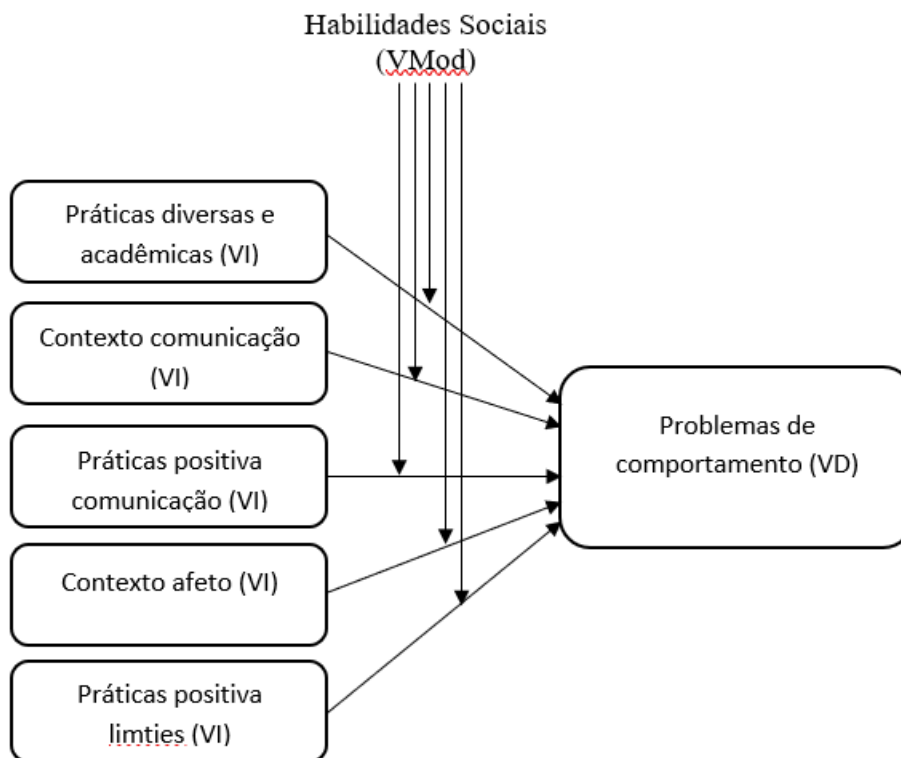 Habilidades Sociais
(VMod)
Práticas diversas e
acadêmicas (VI)
Contexto comunicação
(VI)
Práticas positiva
comunicação (VI)
Contexto afeto (VI)
Práticas positiva
limties (VI)
Problemas de
comportamento (VD)